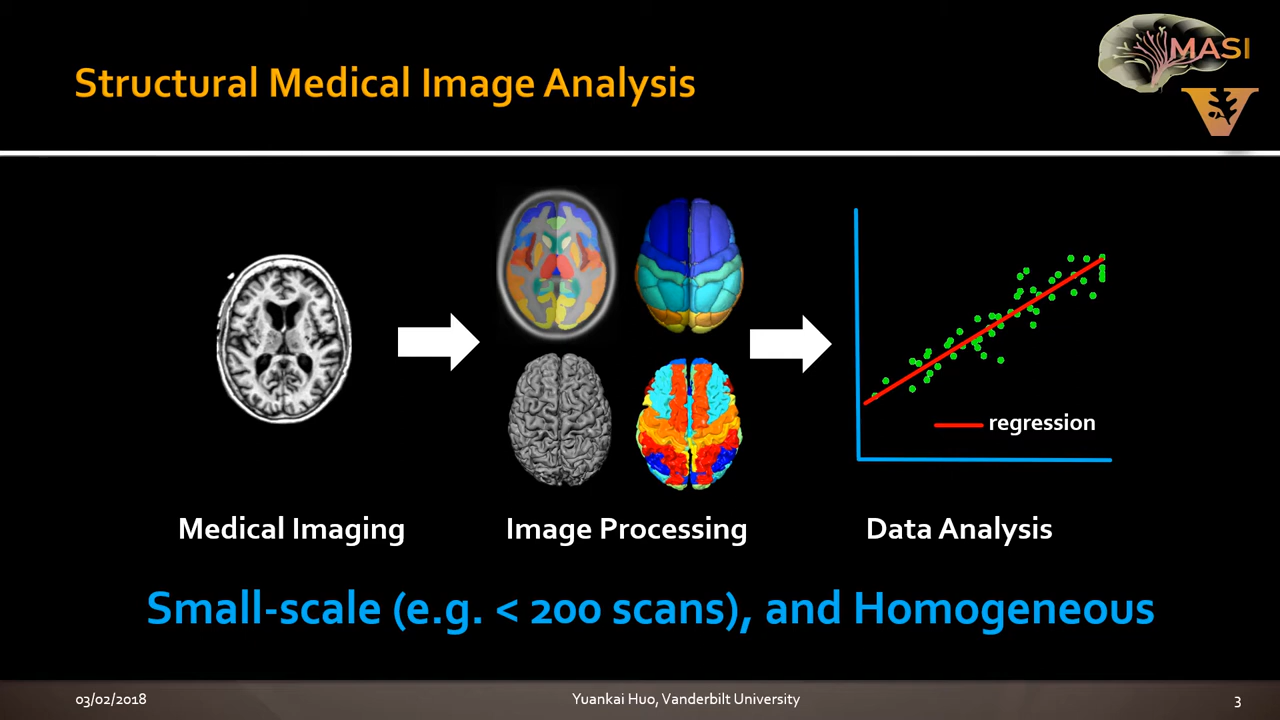 Structural Medical Image Analysis
MASI
V
regression
Medical Imaging
Image Processing
Data Analysis
Small-scale (e.g. < 200 scans), and Homogeneous
03/02/2018
Yuankai Huo, Vanderbilt University
3